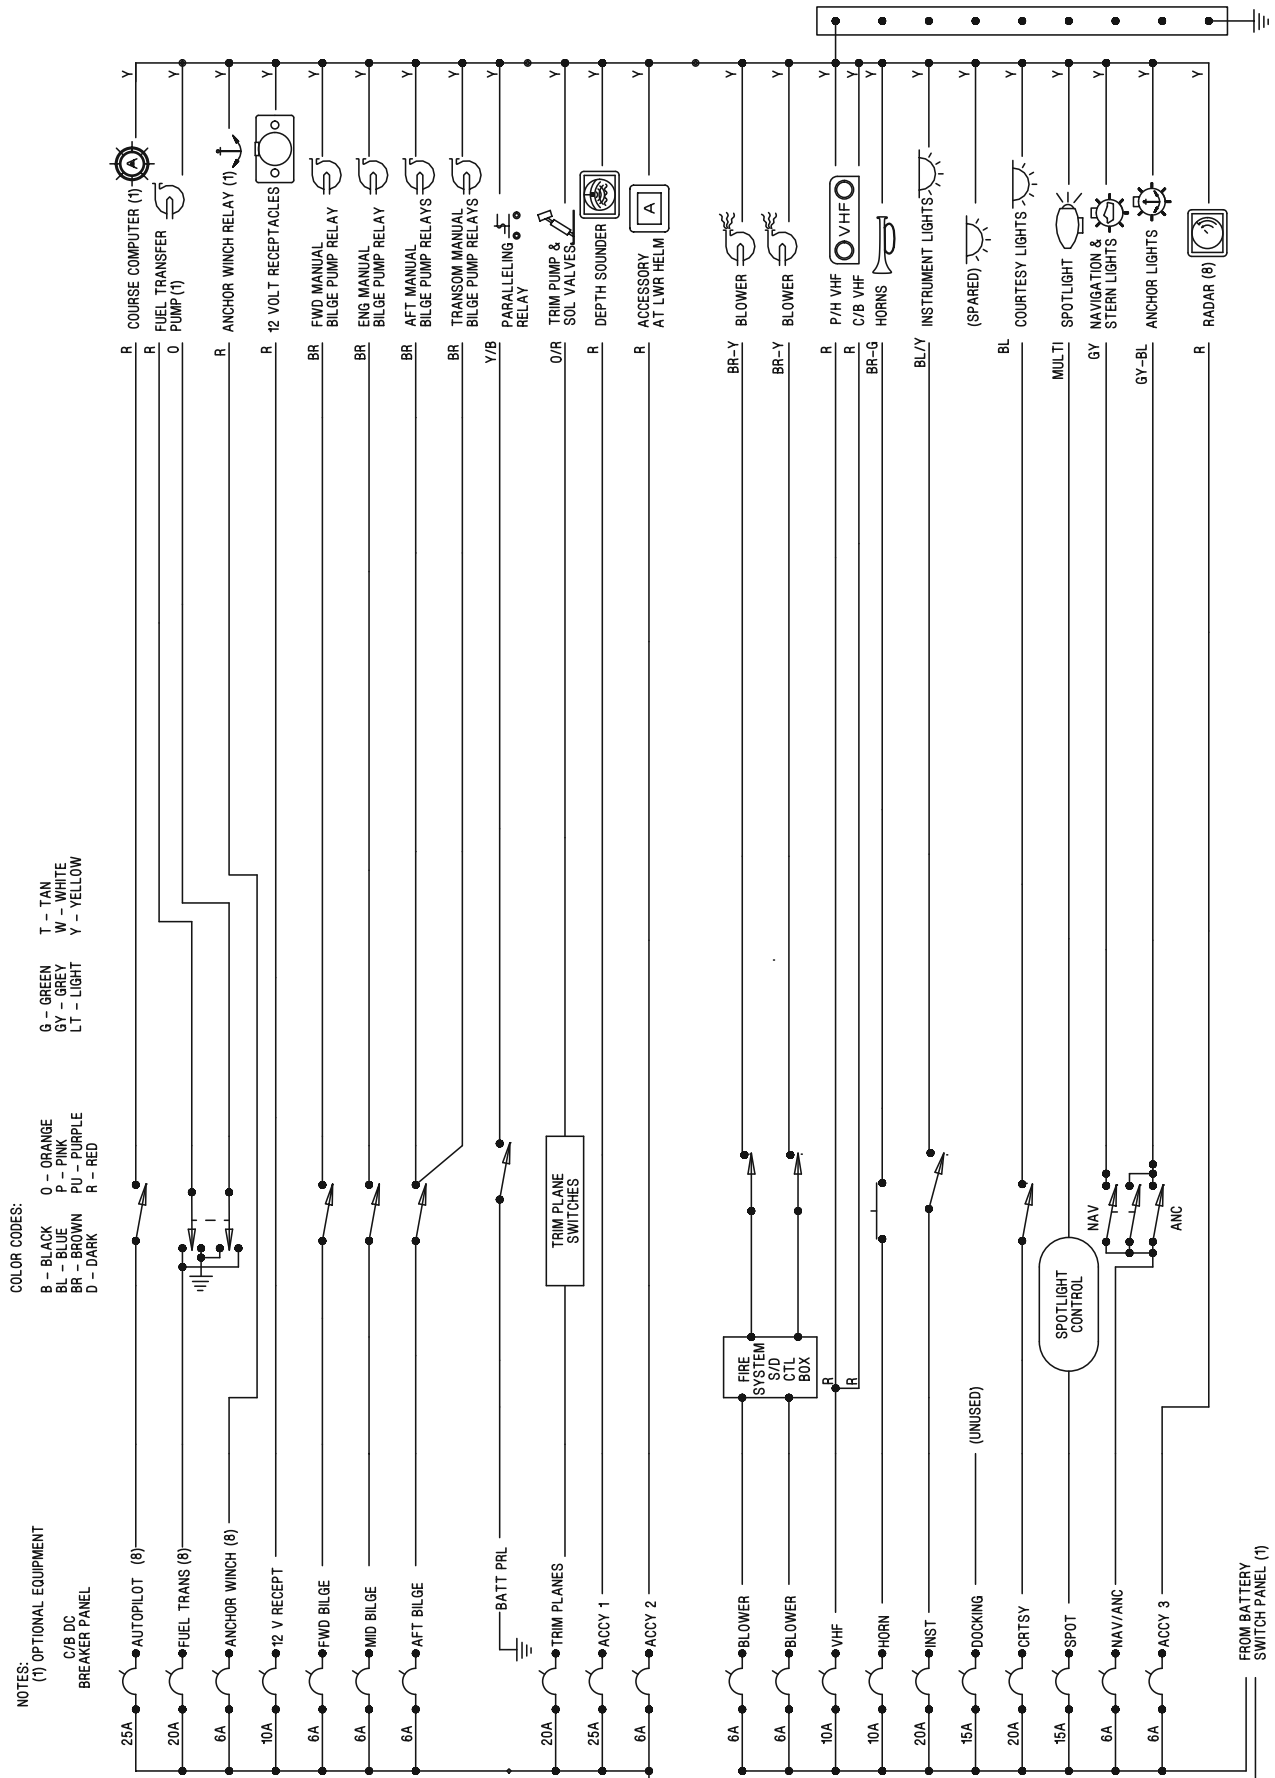 NOTES:
(1) OPTIONAL EQUIPMENT
C/B DC
BREAKER PANEL
COLOR CODES:
B – BLACK
BL – BLUE
BR – BROWN
D – DARK
O – ORANGE
P – PINK
PU – PURPLE
R – RED
G – GREEN
GY – GREY
LT – LIGHT
T – TAN
W – WHITE
Y – YELLOW
25A
AUTOPILOT (8)
R
COURSE COMPUTER (1)
A
Y
20A
FUEL TRANS (8)
R
O
FUEL TRANSFER
PUMP (1)
Y
6A
ANCHOR WINCH (8)
R
ANCHOR WINCH RELAY (1)
Y
10A
12 V RECEPT
R
12 VOLT RECEPTACLES
Y
6A
FWD BILGE
BR
FWD MANUAL
BILGE PUMP RELAY
Y
6A
MID BILGE
BR
ENG MANUAL
BILGE PUMP RELAY
Y
6A
AFT BILGE
BR
AFT MANUAL
BILGE PUMP RELAYS
Y
BR
TRANSOM MANUAL
BILGE PUMP RELAYS
Y
BATT PRL
Y/B
PARALLELING
RELAY
Y
20A
TRIM PLANES
TRIM PLANE
SWITCHES
O/R
TRIM PUMP &
SOL VALVES
Y
25A
ACCY 1
R
DEPTH SOUNDER
Y
6A
ACCY 2
R
ACCESSORY
AT LWR HELM
A
Y
6A
BLOWER
FIRE
SYSTEM
S/D
CTL
BOX
BR–Y
BLOWER
Y
6A
BLOWER
BR–Y
BLOWER
Y
10A
VHF
R
R
R
P/H VHF
VHF
Y
R
C/B VHF
Y
10A
HORN
BR–G
HORNS
Y
6A
INST
BL/Y
INSTRUMENT LIGHTS
Y
15A
DOCKING
(UNUSED)
(SPARED)
Y
20A
CRTSY
BL
COURTESY LIGHTS
Y
15A
SPOT
SPOTLIGHT
CONTROL
MULTI
SPOTLIGHT
Y
6A
NAV/ANC
NAV
ANC
GY
NAVIGATION &
STERN LIGHTS
Y
GY–BL
ANCHOR LIGHTS
Y
6A
ACCY 3
R
RADAR (8)
Y
FROM BATTERY
SWITCH PANEL (1)